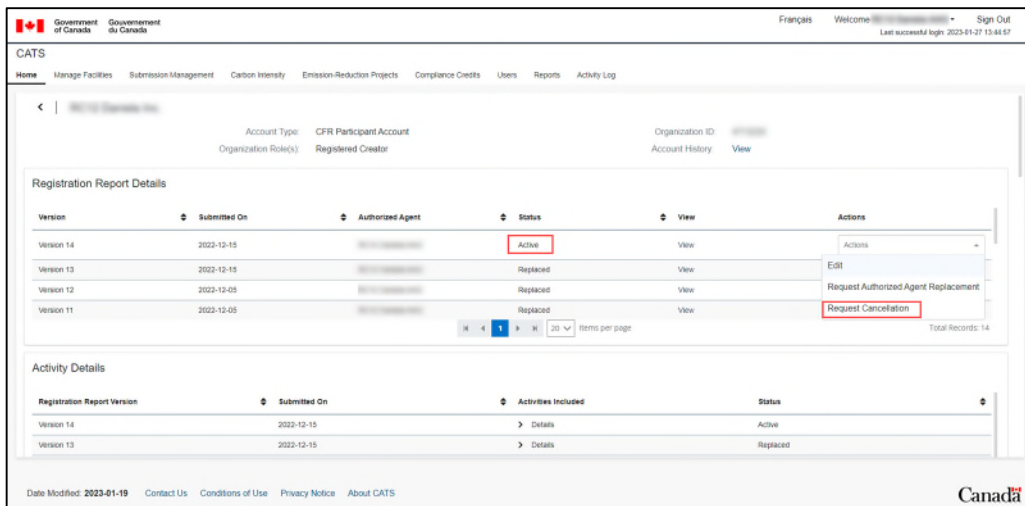 Government of Canada Gouvernement du Canada Français Welcome Sign Out
Last successful login: 2023-01-27 13:44:57
CATS
Home Manage Facilities Submission Management Carbon Intensity Emission-Reduction Projects Compliance Credits Users Reports Activity Log
Account Type: CFR Participant Account Organization ID:
Organization Role(s): Registered Creator Account History: View
Registration Report Details
Version Submitted On Authorized Agent Status View Actions
Version 14 2022-12-15 Active View Actions
Version 13 2022-12-15 Replaced View Edit
Version 12 2022-12-05 Replaced View Request Authorized Agent Replacement
Version 11 2022-12-05 Replaced View Request Cancellation
1 20 Items per page Total Records: 14
Activity Details
Registration Report Version Submitted On Activities Included Status
Version 14 2022-12-15 > Details Active
Version 13 2022-12-15 > Details Replaced
Date Modified: 2023-01-19 Contact Us Conditions of Use Privacy Notice About CATS Canada